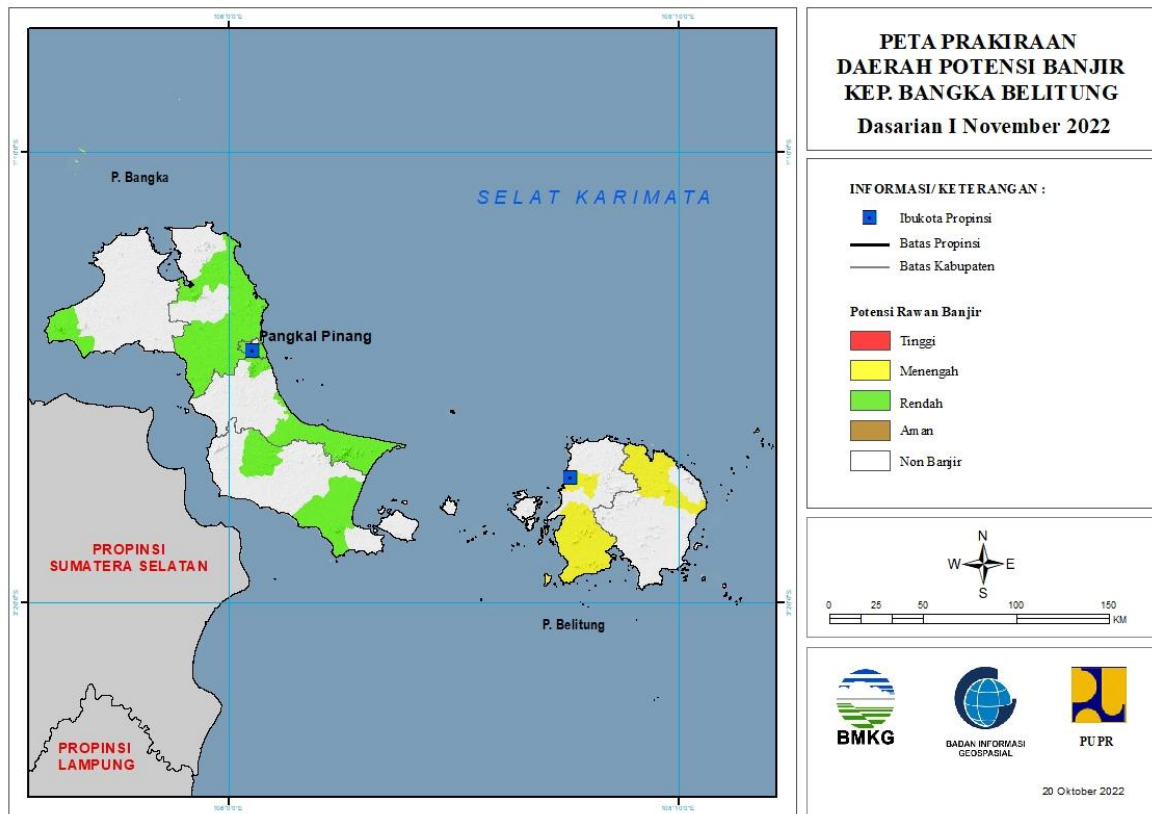 PETA PRAKIRAAN
DAERAH POTENSI BANJIR
KEP. BANGKA BELITUNG
Dasarian I November 2022
P. Bangka
SELAT KARIMATA
Pangkal Pinang
PROPINSI
SUMATERA SELATAN
P. Belitung
PROPINSI
LAMPUNG
INFORMASI/ KETERANGAN :
Ibukota Propinsi
Batas Propinsi
Batas Kabupaten
Potensi Rawan Banjir
Tinggi
Menengah
Rendah
Aman
Non Banjir
N
W E
S
0 25 50 100 150
KM
BMKG
BADAN INFORMASI
GEOSPASIAL
PUPR
20 Oktober 2022